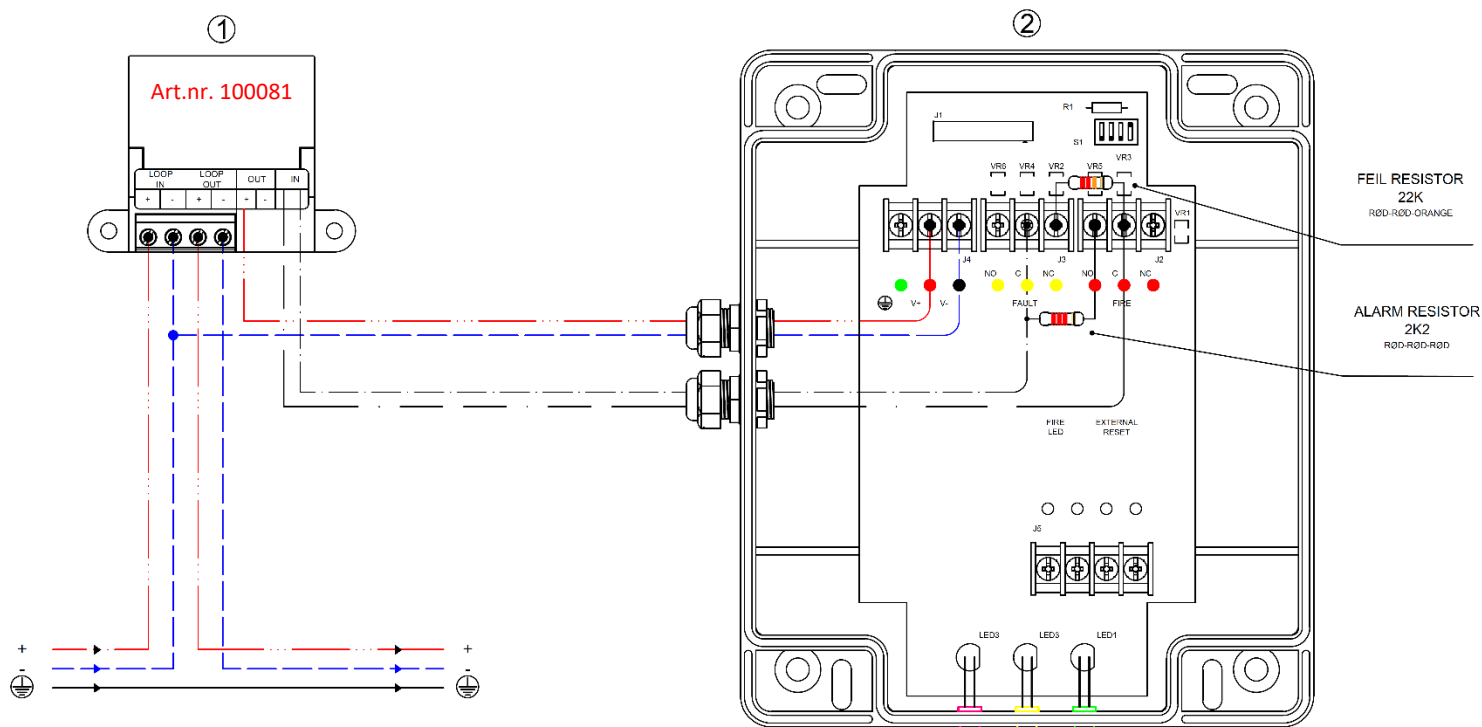 ①
②
Art.nr. 100081
LOOP IN
LOOP OUT
OUT
IN
+ - + - + -
J1
R1
S1
VR6
VR4
VR2
VR5
VR3
VR1
J4
J3
J2
V+
V-
NO
C
NC
FAULT
NO
C
NC
FIRE
FEIL RESISTOR
22K
RØD-RØD-ORANGE
ALARM RESISTOR
2K2
RØD-RØD-RØD
FIRE LED
EXTERNAL RESET
J5
LED3
LED3
LED1
+
-
+
-